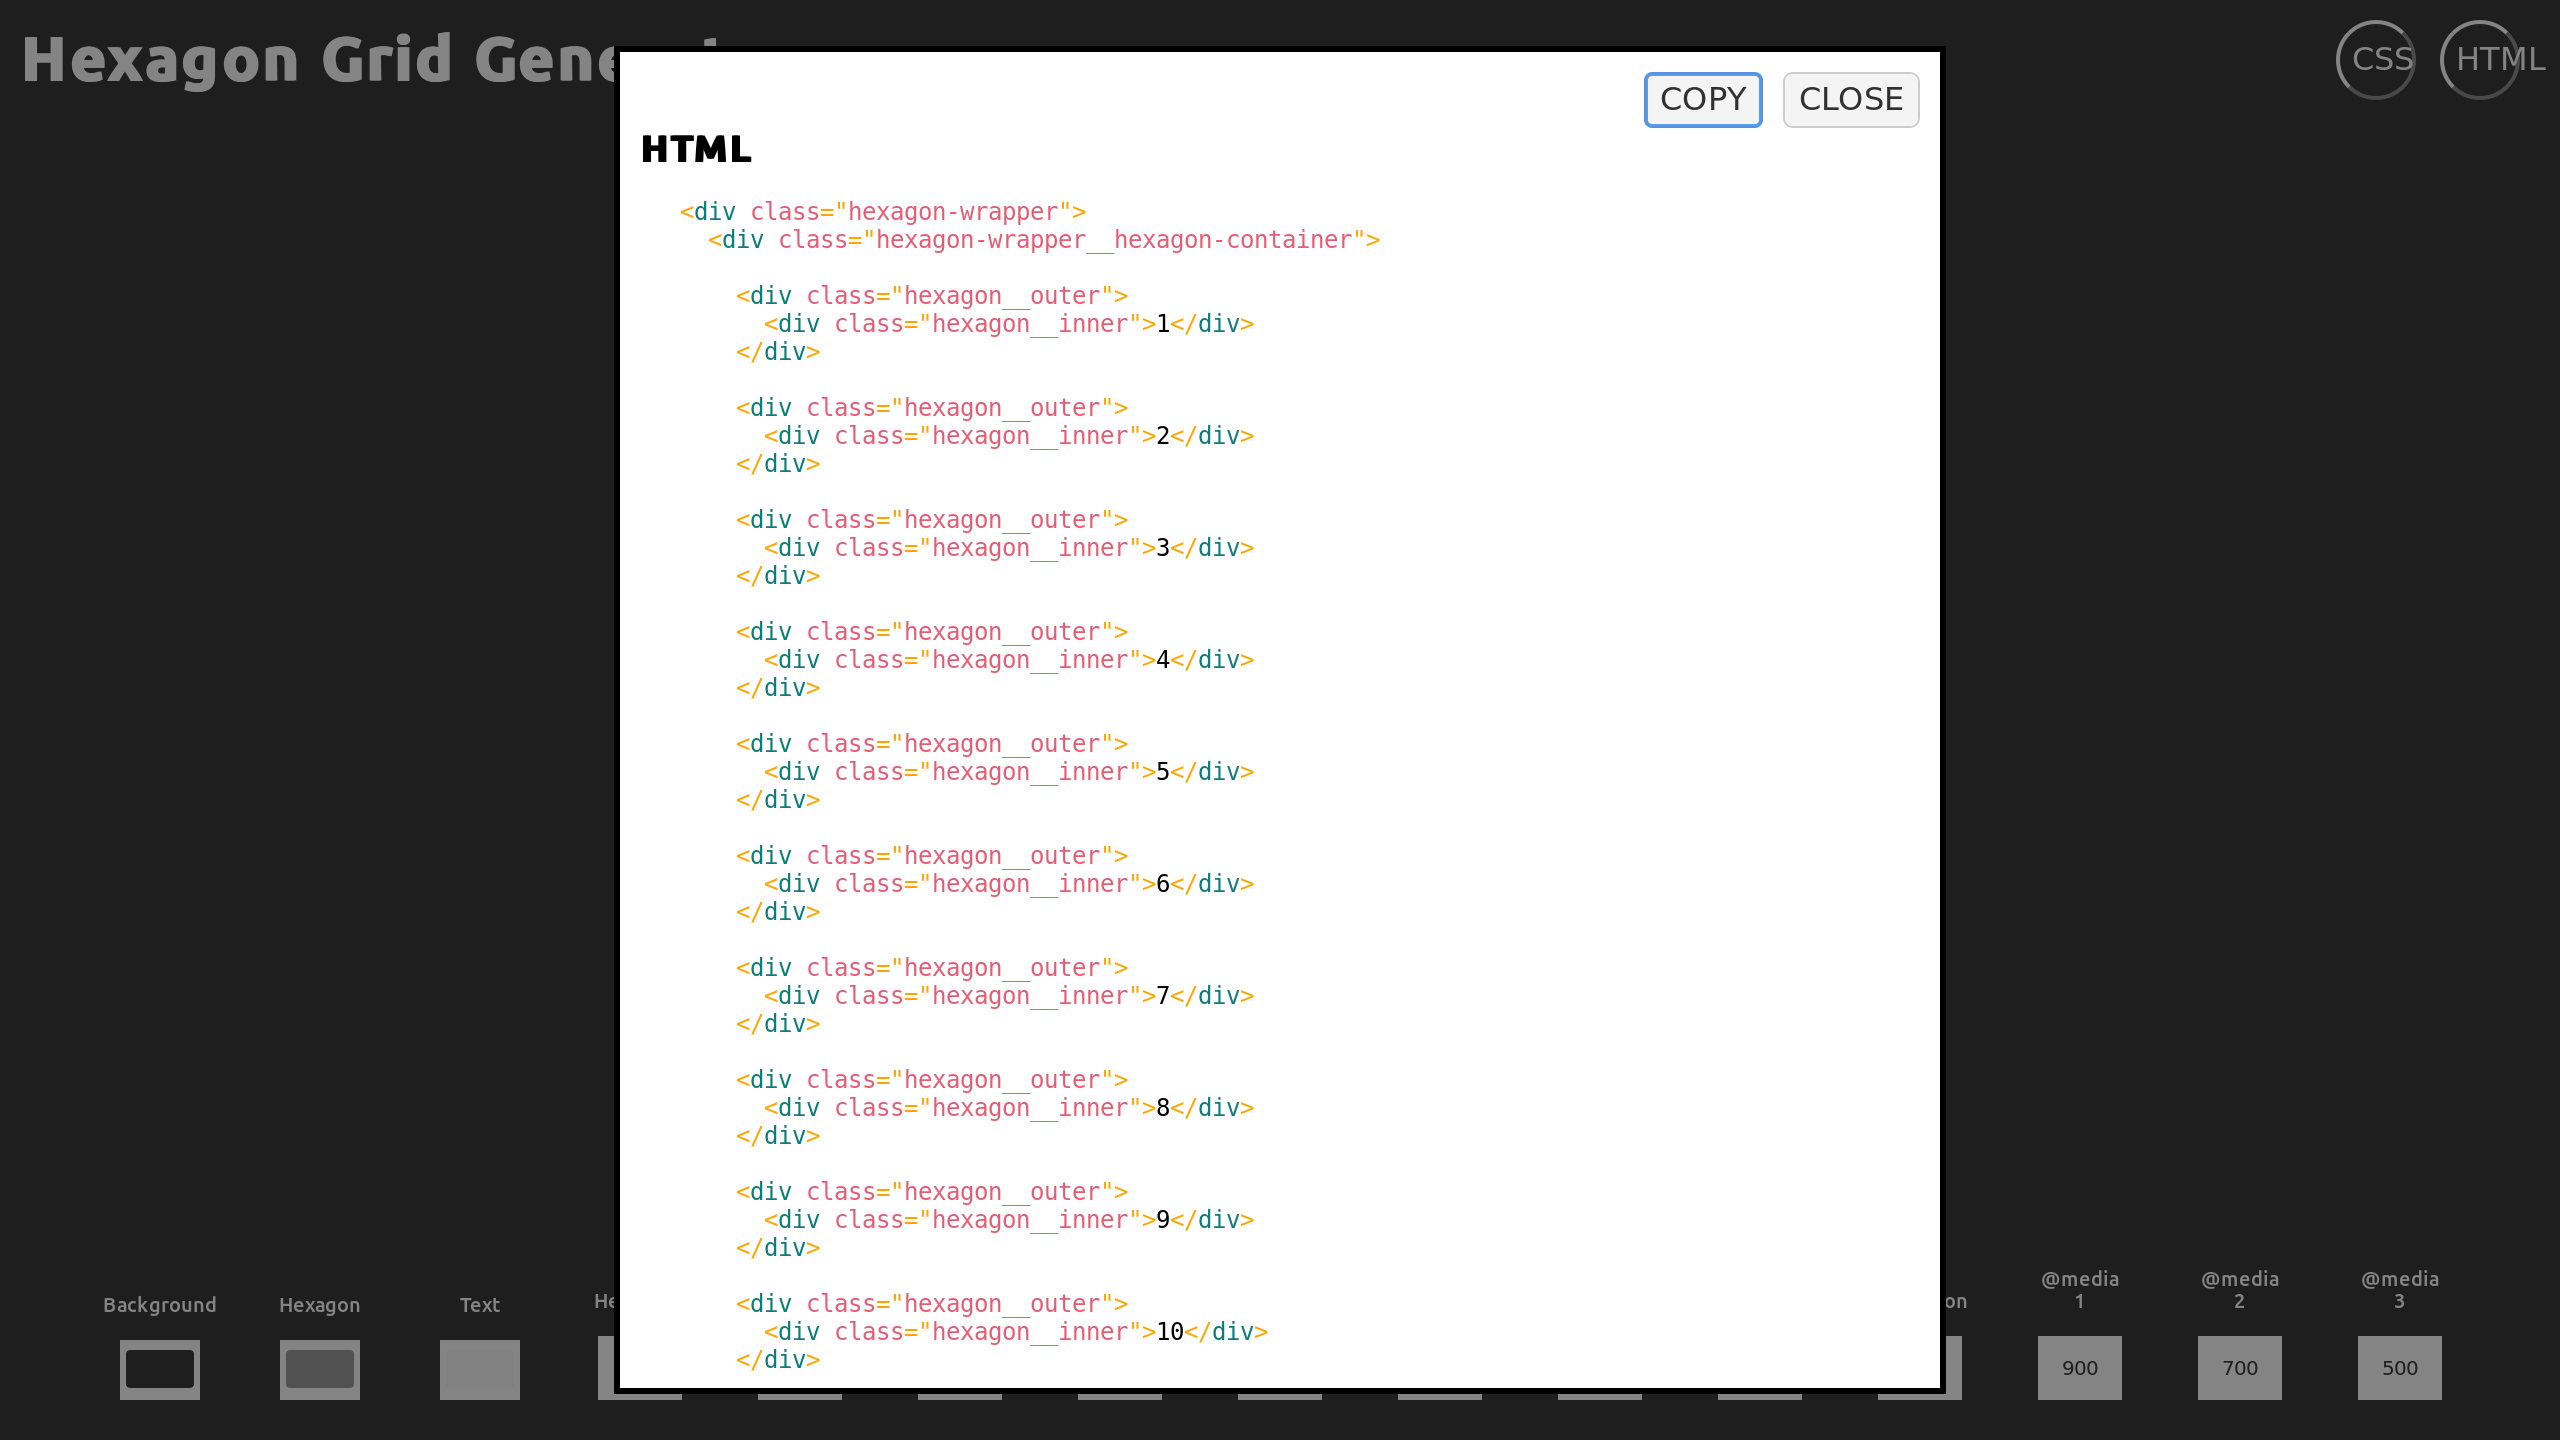 Hexagon Grid Gene
CSS
HTML
COPY
CLOSE
HTML
<div class="hexagon-wrapper">
<div class="hexagon-wrapper__hexagon-container">
<div class="hexagon__outer">
<div class="hexagon__inner">1</div>
</div>
<div class="hexagon__outer">
<div class="hexagon__inner">2</div>
</div>
<div class="hexagon__outer">
<div class="hexagon__inner">3</div>
</div>
<div class="hexagon__outer">
<div class="hexagon__inner">4</div>
</div>
<div class="hexagon__outer">
<div class="hexagon__inner">5</div>
</div>
<div class="hexagon__outer">
<div class="hexagon__inner">6</div>
</div>
<div class="hexagon__outer">
<div class="hexagon__inner">7</div>
</div>
<div class="hexagon__outer">
<div class="hexagon__inner">8</div>
</div>
<div class="hexagon__outer">
<div class="hexagon__inner">9</div>
</div>
<div class="hexagon__outer">
<div class="hexagon__inner">10</div>
</div>
Background
Hexagon
Text
@media
1
@media
2
@media
3
900
700
500